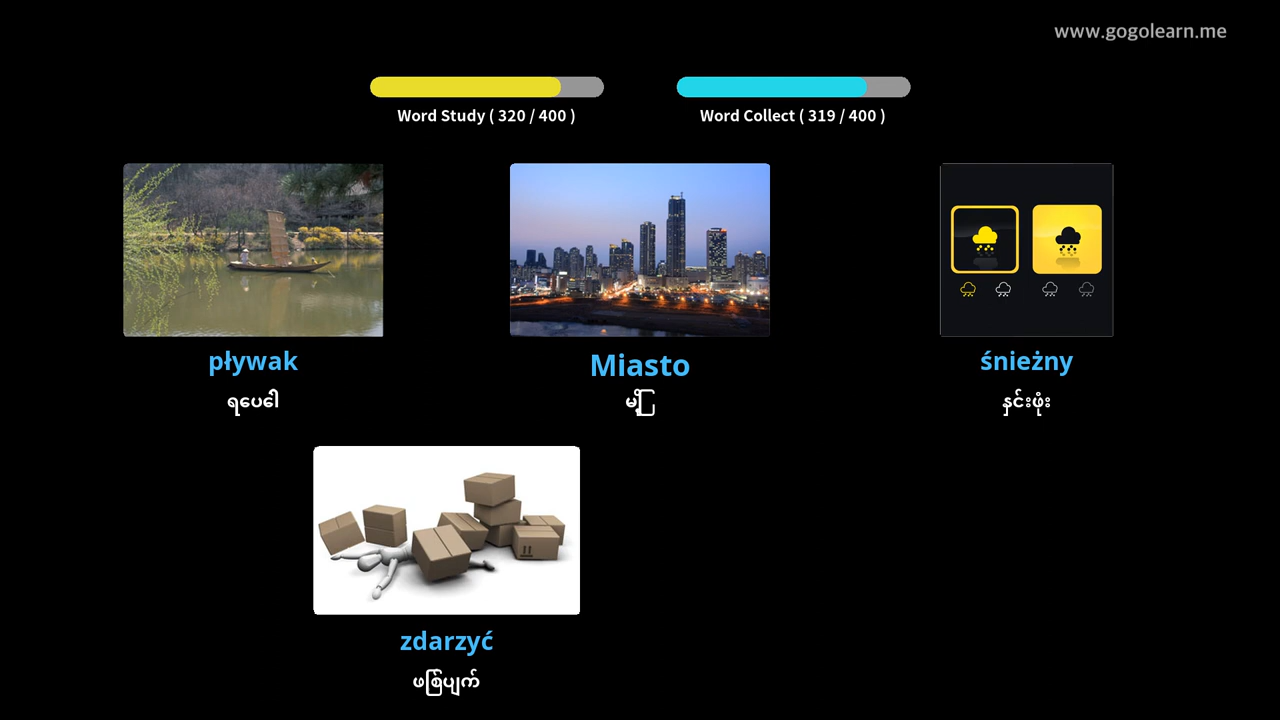 www.gogolearn.me
Word Study ( 320 / 400 )
Word Collect ( 319 / 400 )
pływak
ရေပေါ်
Miasto
မြို့
śnieżny
နှင်းဖုံး
zdarzyć
ဖြစ်ပျက်